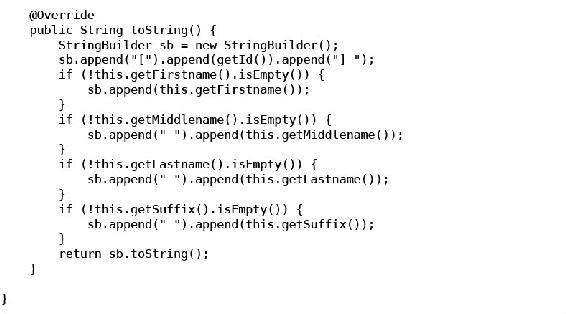 @Override
public String toString() {
StringBuilder sb = new StringBuilder();
sb.append("[").append(getId()).append("] ");
if (!this.getFirstname().isEmpty()) {
sb.append(this.getFirstname());
}
if (!this.getMiddlename().isEmpty()) {
sb.append(" ").append(this.getMiddlename());
}
if (!this.getLastname().isEmpty()) {
sb.append(" ").append(this.getLastname());
}
if (!this.getSuffix().isEmpty()) {
sb.append(" ").append(this.getSuffix());
}
return sb.toString();
}
}